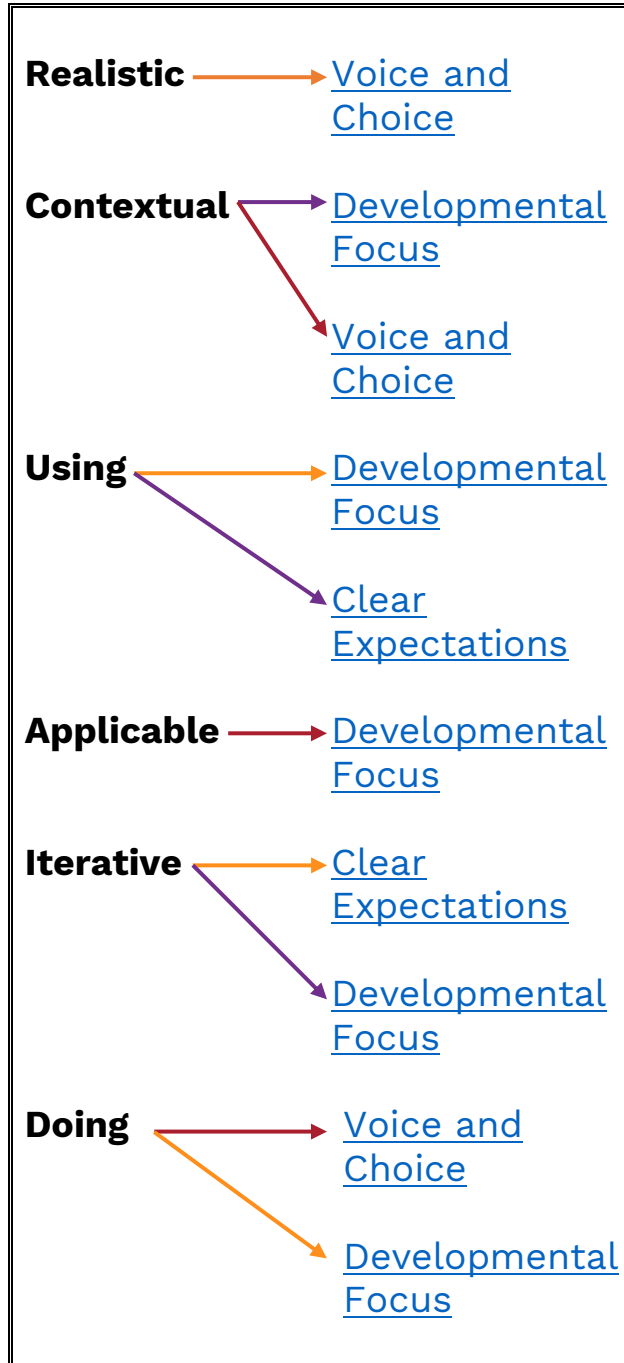 Realistic Voice and
Choice
Contextual Developmental
Focus
Voice and
Choice
Using Developmental
Focus
Clear
Expectations
Applicable Developmental
Focus
Iterative Clear
Expectations
Developmental
Focus
Doing Voice and
Choice
Developmental
Focus